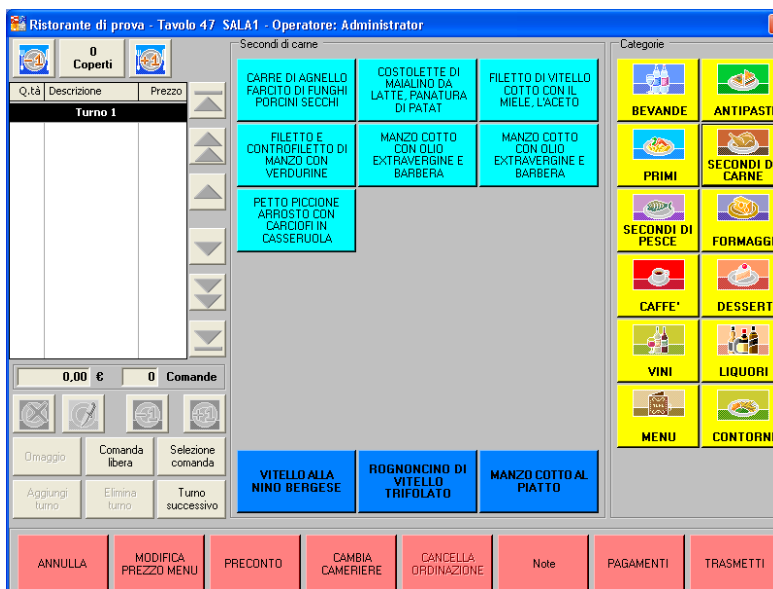 Ristorante di prova - Tavolo 47 SALA1 - Operatore: Administrator
-1
0
Coperti
+1
Q.tà Descrizione Prezzo
Turno 1
0,00 € 0 Comande
-1 +1
Omaggio
Comanda
libera
Selezione
comanda
Aggiungi
turno
Elimina
turno
Turno
successivo
Secondi di carne
CARRE DI AGNELLO
FARCITO DI FUNGHI
PORCINI SECCHI
COSTOLETTE DI
MAIALINO DA
LATTE, PANATURA
DI PATAT
FILETTO DI VITELLO
COTTO CON IL
MIELE, L'ACETO
FILETTO E
CONTROFILETTO DI
MANZO CON
VERDURINE
MANZO COTTO
CON OLIO
EXTRAVERGINE E
BARBERA
MANZO COTTO
CON OLIO
EXTRAVERGINE E
BARBERA
PETTO PICCIONE
ARROSTO CON
CARCIOFI IN
CASSERUOLA
VITELLO ALLA
NINO BERGESE
ROGNONCINO DI
VITELLO
TRIFOLATO
MANZO COTTO AL
PIATTO
Categorie
BEVANDE
ANTIPASTI
PRIMI
SECONDI D
CARNE
SECONDI DI
PESCE
FORMAGGI
CAFFE'
DESSERT
VINI
LIQUORI
MENU
CONTORNI
ANNULLA
MODIFICA
PREZZO MENU
PRECONTO
CAMBIA
CAMERIERE
CANCELLA
ORDINAZIONE
Note
PAGAMENTI
TRASMETTI